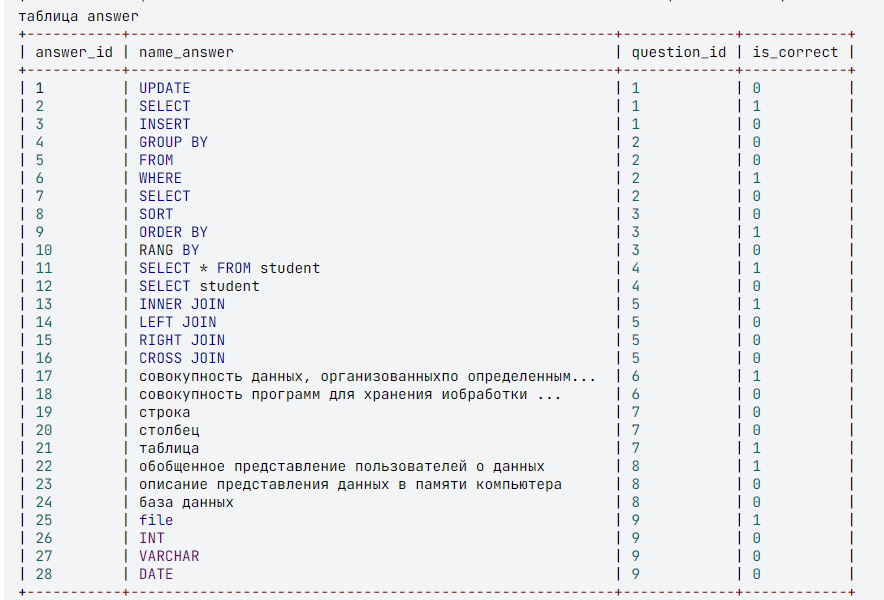 таблица answer
+-----------+---------------------------------------------------------+-------------+------------+
| answer_id | name_answer                                             | question_id | is_correct |
+-----------+---------------------------------------------------------+-------------+------------+
| 1         | UPDATE                                                  | 1           | 0          |
| 2         | SELECT                                                  | 1           | 1          |
| 3         | INSERT                                                  | 1           | 0          |
| 4         | GROUP BY                                                | 2           | 0          |
| 5         | FROM                                                    | 2           | 0          |
| 6         | WHERE                                                   | 2           | 1          |
| 7         | SELECT                                                  | 2           | 0          |
| 8         | SORT                                                    | 3           | 0          |
| 9         | ORDER BY                                                | 3           | 1          |
| 10        | RANG BY                                                 | 3           | 0          |
| 11        | SELECT * FROM student                                   | 4           | 1          |
| 12        | SELECT student                                          | 4           | 0          |
| 13        | INNER JOIN                                              | 5           | 1          |
| 14        | LEFT JOIN                                               | 5           | 0          |
| 15        | RIGHT JOIN                                              | 5           | 0          |
| 16        | CROSS JOIN                                              | 5           | 0          |
| 17        | совокупность данных, организованныхпо определенным...   | 6           | 1          |
| 18        | совокупность программ для хранения иобработки ...       | 6           | 0          |
| 19        | строка                                                  | 7           | 0          |
| 20        | столбец                                                 | 7           | 0          |
| 21        | таблица                                                 | 7           | 1          |
| 22        | обобщенное представление пользователей о данных         | 8           | 1          |
| 23        | описание представления данных в памяти компьютера       | 8           | 0          |
| 24        | база данных                                             | 8           | 0          |
| 25        | file                                                    | 9           | 1          |
| 26        | INT                                                     | 9           | 0          |
| 27        | VARCHAR                                                 | 9           | 0          |
| 28        | DATE                                                    | 9           | 0          |
+-----------+---------------------------------------------------------+-------------+------------+